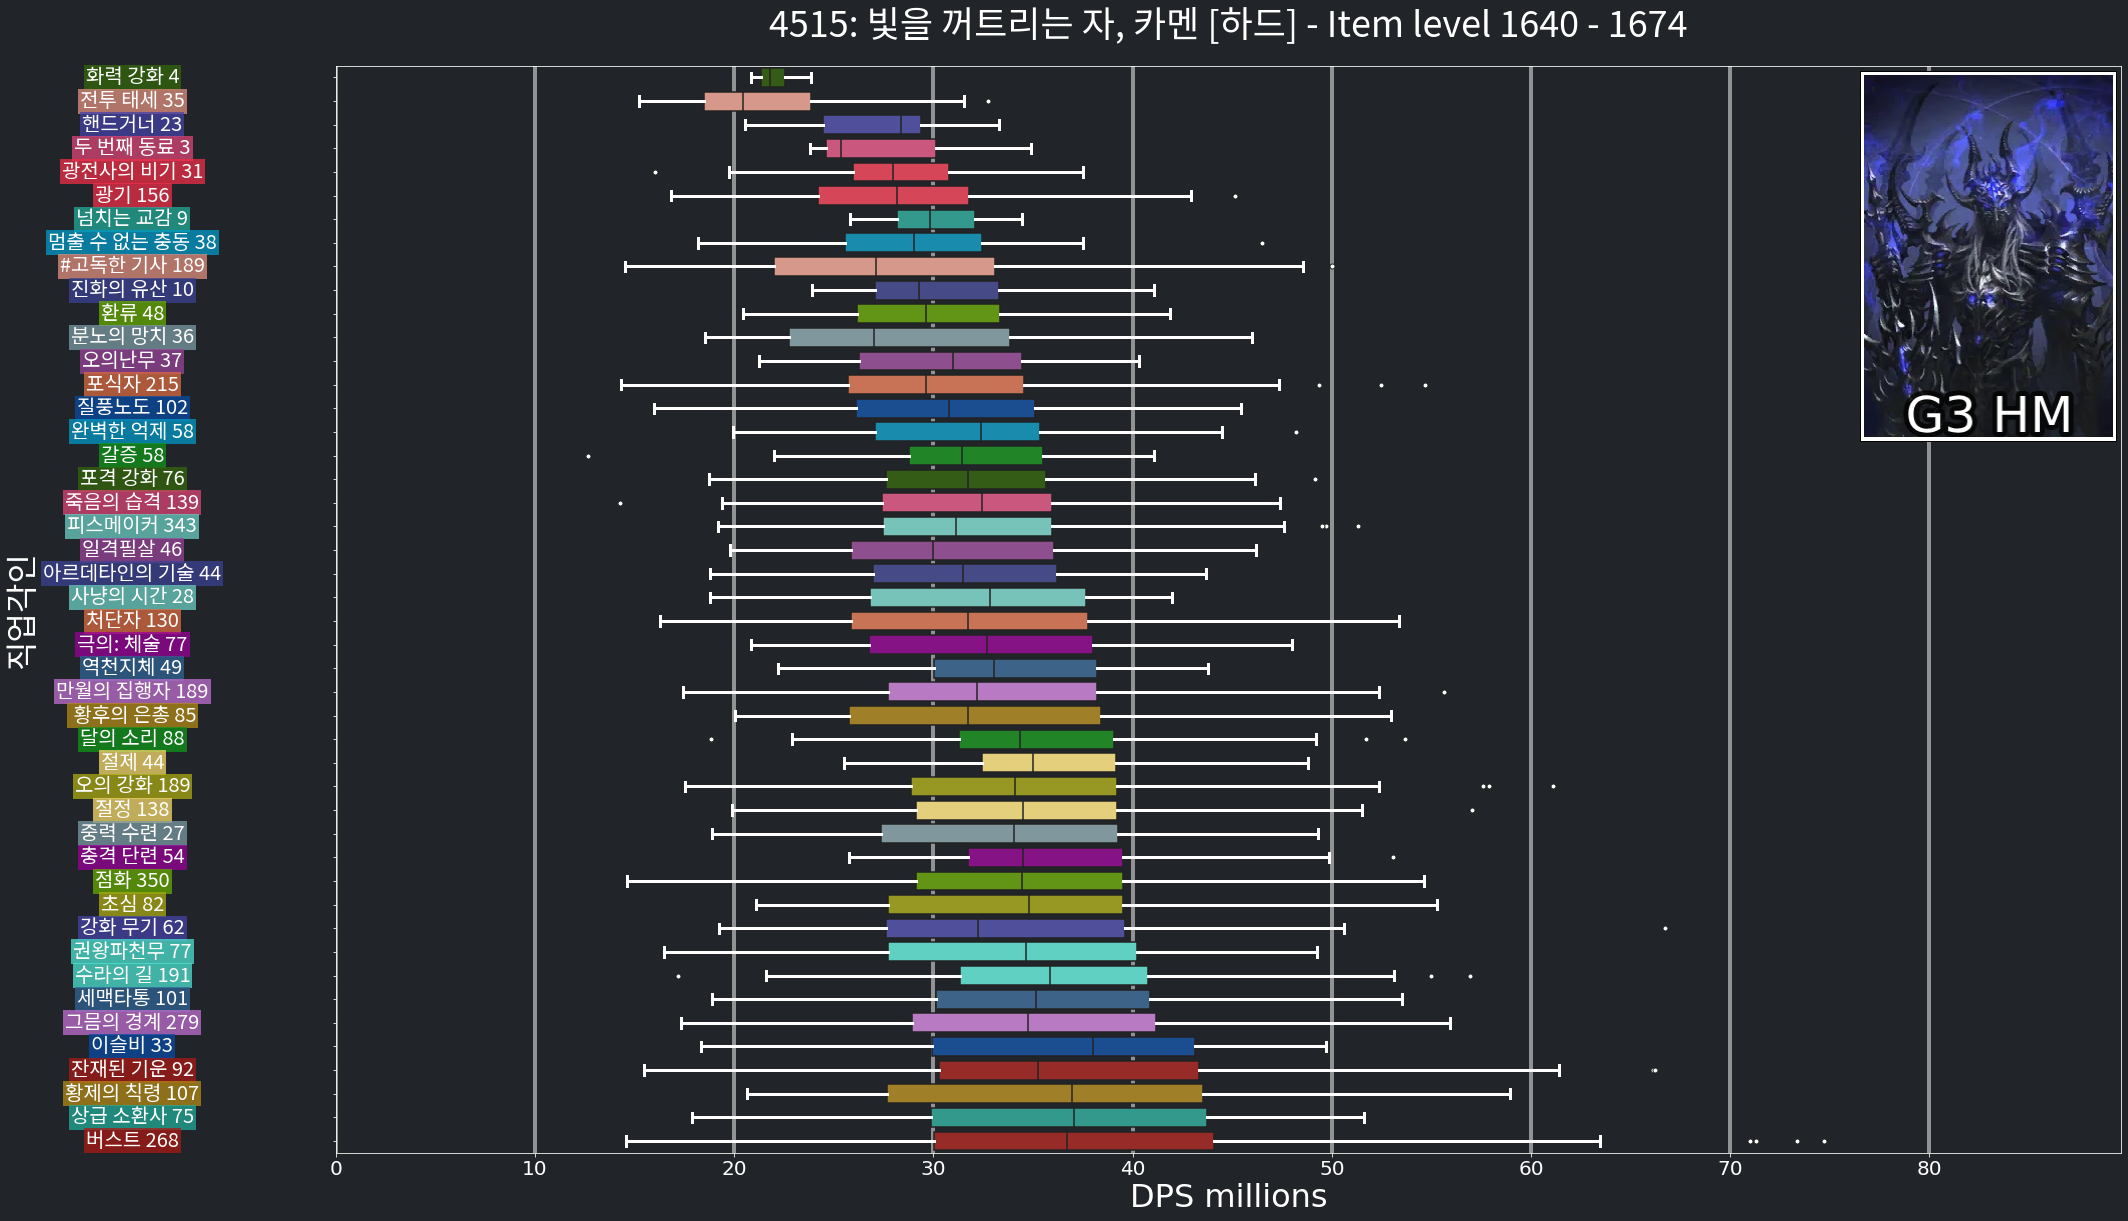 4515: 빛을 꺼트리는 자, 카멘 [하드] - Item level 1640 - 1674
화력 강화 4
전투 태세 35
핸드거너 23
두 번째 동료 3
광전사의 비기 31
광기 156
넘치는 교감 9
멈출 수 없는 충동 38
#고독한 기사 189
진화의 유산 10
환류 48
분노의 망치 36
오의난무 37
포식자 215
질풍노도 102
완벽한 억제 58
갈증 58
포격 강화 76
죽음의 습격 139
피스메이커 343
일격필살 46
아르데타인의 기술 44
사냥의 시간 28
처단자 130
극의: 체술 77
역천지체 49
만월의 집행자 189
황후의 은총 85
달의 소리 88
절제 44
오의 강화 189
절정 138
중력 수련 27
충격 단련 54
점화 350
초심 82
강화 무기 62
권왕파천무 77
수라의 길 191
세맥타통 101
그믐의 경계 279
이슬비 33
잔재된 기운 92
황제의 칙령 107
상급 소환사 75
버스트 268
직업각인
G3 HM
0 10 20 30 40 50 60 70 80
DPS millions